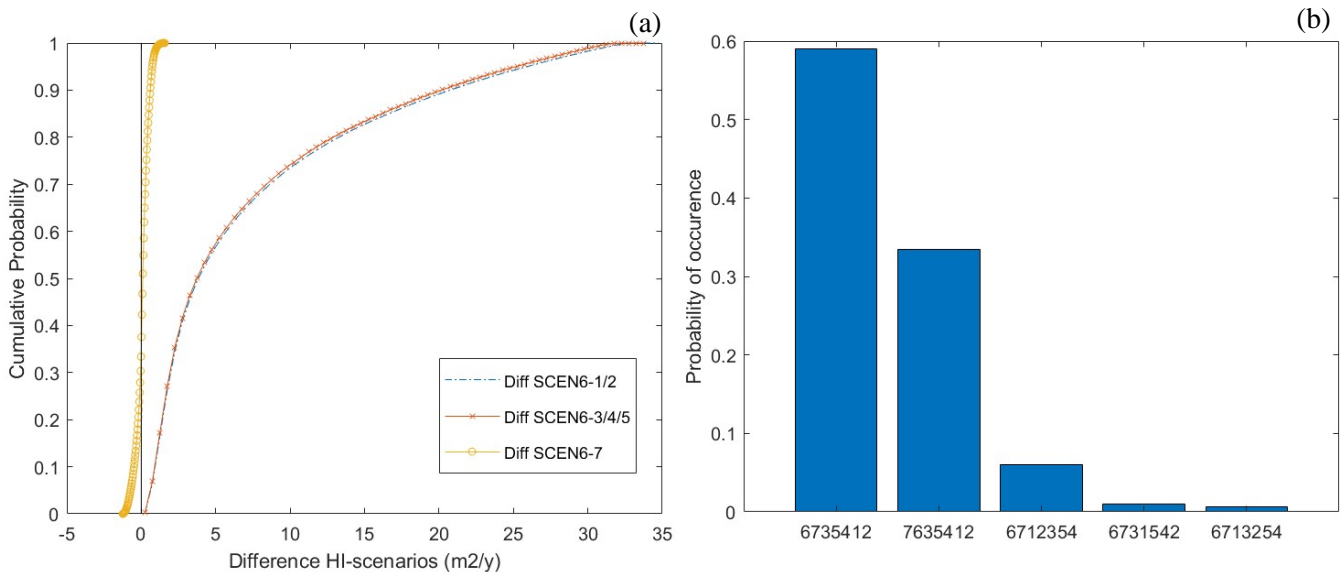 (a)
1
0.9
0.8
0.7
0.6
0.5
0.4
0.3
0.2
0.1
0
Cumulative Probability
-5 0 5 10 15 20 25 30 35
Difference HI-scenarios (m2/y)
Diff SCEN6-1/2
Diff SCEN6-3/4/5
Diff SCEN6-7
(b)
0.6
0.5
0.4
0.3
0.2
0.1
0
Probability of occurence
6735412 7635412 6712354 6731542 6713254